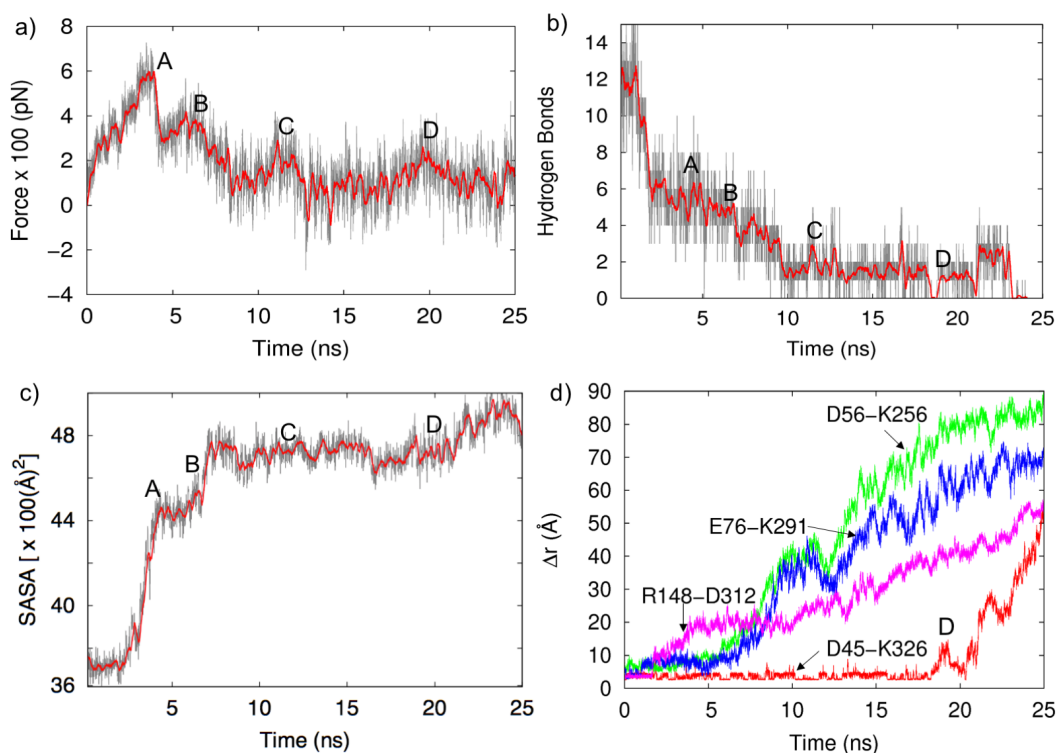 a)
Force x 100 (pN)
8
6
4
2
0
−2
−4
A
B
C
D
0 5 10 15 20 25
Time (ns)
b)
Hydrogen Bonds
14
12
10
8
6
4
2
0
A
B
C
D
5 10 15 20 25
Time (ns)
c)
SASA [ x 100(Å)^2]
48
44
40
36
A
B
C
D
5 10 15 20 25
Time (ns)
d)
Δr (Å)
90
80
70
60
50
40
30
20
10
0
D56−K256
E76−K291
R148−D312
D
D45−K326
0 5 10 15 20 25
Time (ns)